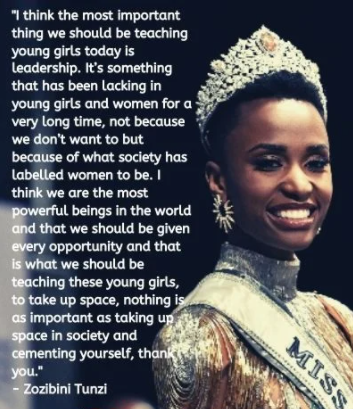 "I think the most important
thing we should be teaching
young girls today is
leadership. It's something
that has been lacking in
young girls and women for a
very long time, not because
we don't want to but
because of what society has
labelled women to be. I
think we are the most
powerful beings in the world
and that we should be given
every opportunity and that
is what we should be
teaching these young girls,
to take up space, nothing is
as important as taking up
space in society and
cementing yourself, thank
you."
~ Zozibini Tunzi
MISS